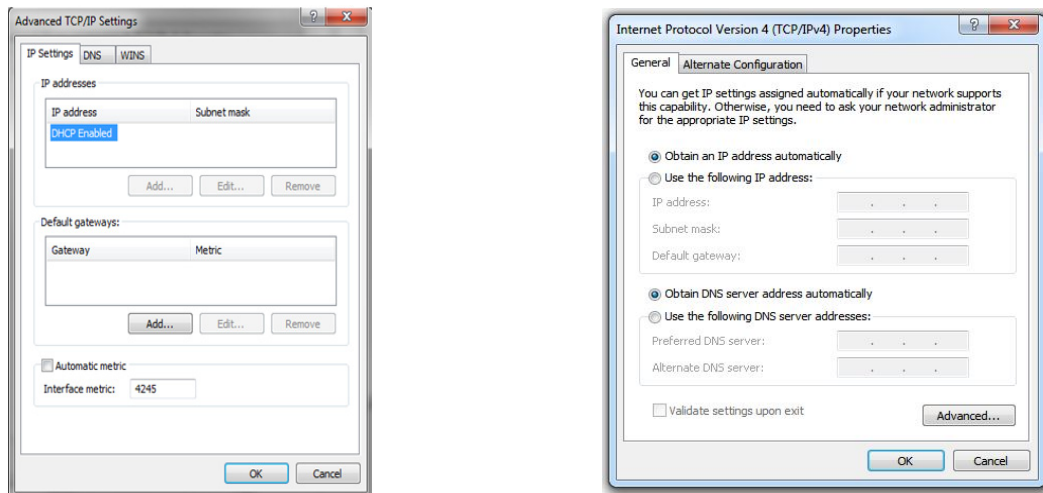 Advanced TCP/IP Settings
IP Settings DNS WINS
IP addresses
IP address Subnet mask
DHCP Enabled
Add... Edit... Remove
Default gateways:
Gateway Metric
Add... Edit... Remove
Automatic metric
Interface metric: 4245
OK Cancel
Internet Protocol Version 4 (TCP/IPv4) Properties
General Alternate Configuration
You can get IP settings assigned automatically if your network supports
this capability. Otherwise, you need to ask your network administrator
for the appropriate IP settings.
Obtain an IP address automatically
Use the following IP address:
IP address:
Subnet mask:
Default gateway:
Obtain DNS server address automatically
Use the following DNS server addresses:
Preferred DNS server:
Alternate DNS server:
Validate settings upon exit
Advanced...
OK Cancel